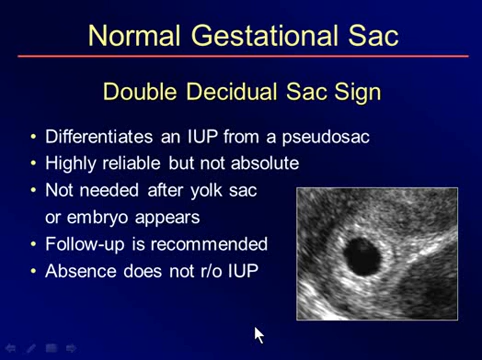 Normal Gestational Sac
Double Decidual Sac Sign
• Differentiates an IUP from a pseudosac
• Highly reliable but not absolute
• Not needed after yolk sac
or embryo appears
• Follow-up is recommended
• Absence does not r/o IUP